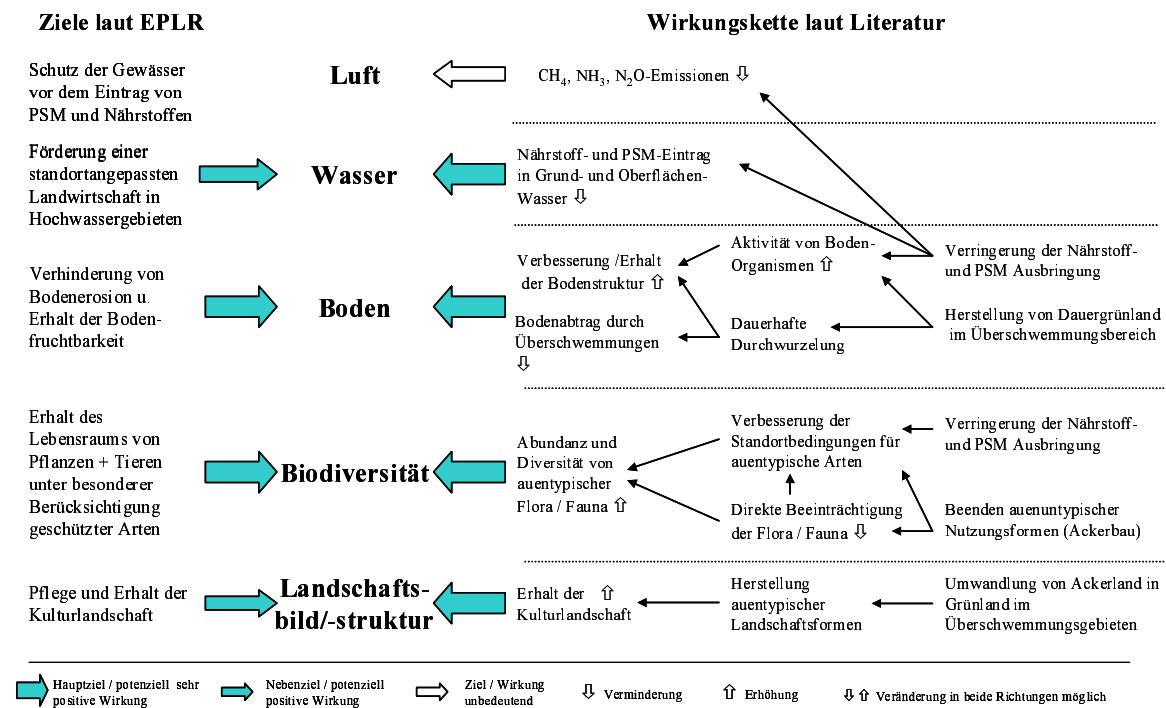 Ziele laut EPLR
Wirkungskette laut Literatur
Schutz der Gewässer
vor dem Eintrag von
PSM und Nährstoffen
Luft
CH4, NH3, N2O-Emissionen ⇩
Förderung einer
standortangepassten
Landwirtschaft in
Hochwassergebieten
Wasser
Nährstoff- und PSM-Eintrag
in Grund- und Oberflächen-
Wasser ⇩
Verhinderung von
Bodenerosion u.
Erhalt der Boden-
fruchtbarkeit
Boden
Verbesserung /Erhalt
der Bodenstruktur ⇧
Bodenabtrag durch
Überschwemmungen
⇩
Aktivität von Boden-
Organismen ⇧
Dauerhafte
Durchwurzelung
Verringerung der Nährstoff-
und PSM Ausbringung
Herstellung von Dauergrünland
im Überschwemmungsbereich
Erhalt des
Lebensraums von
Pflanzen + Tieren
unter besonderer
Berücksichtigung
geschützter Arten
Biodiversität
Abundanz und
Diversität von
auentypischer
Flora / Fauna ⇧
Verbesserung der
Standortbedingungen für
auentypische Arten
Direkte Beeinträchtigung
der Flora / Fauna ⇩
Verringerung der Nährstoff-
und PSM Ausbringung
Beenden auenuntypischer
Nutzungsformen (Ackerbau)
Pflege und Erhalt der
Kulturlandschaft
Landschafts-
bild/-struktur
Erhalt der ⇧
Kulturlandschaft
Herstellung
auentypischer
Landschaftsformen
Umwandlung von Ackerland in
Grünland im
Überschwemmungsgebieten
Hauptziel / potenziell sehr
positive Wirkung
Nebenziel / potenziell
positive Wirkung
Ziel / Wirkung
unbedeutend
⇩ Verminderung
⇧ Erhöhung
⇩⇧ Veränderung in beide Richtungen möglich